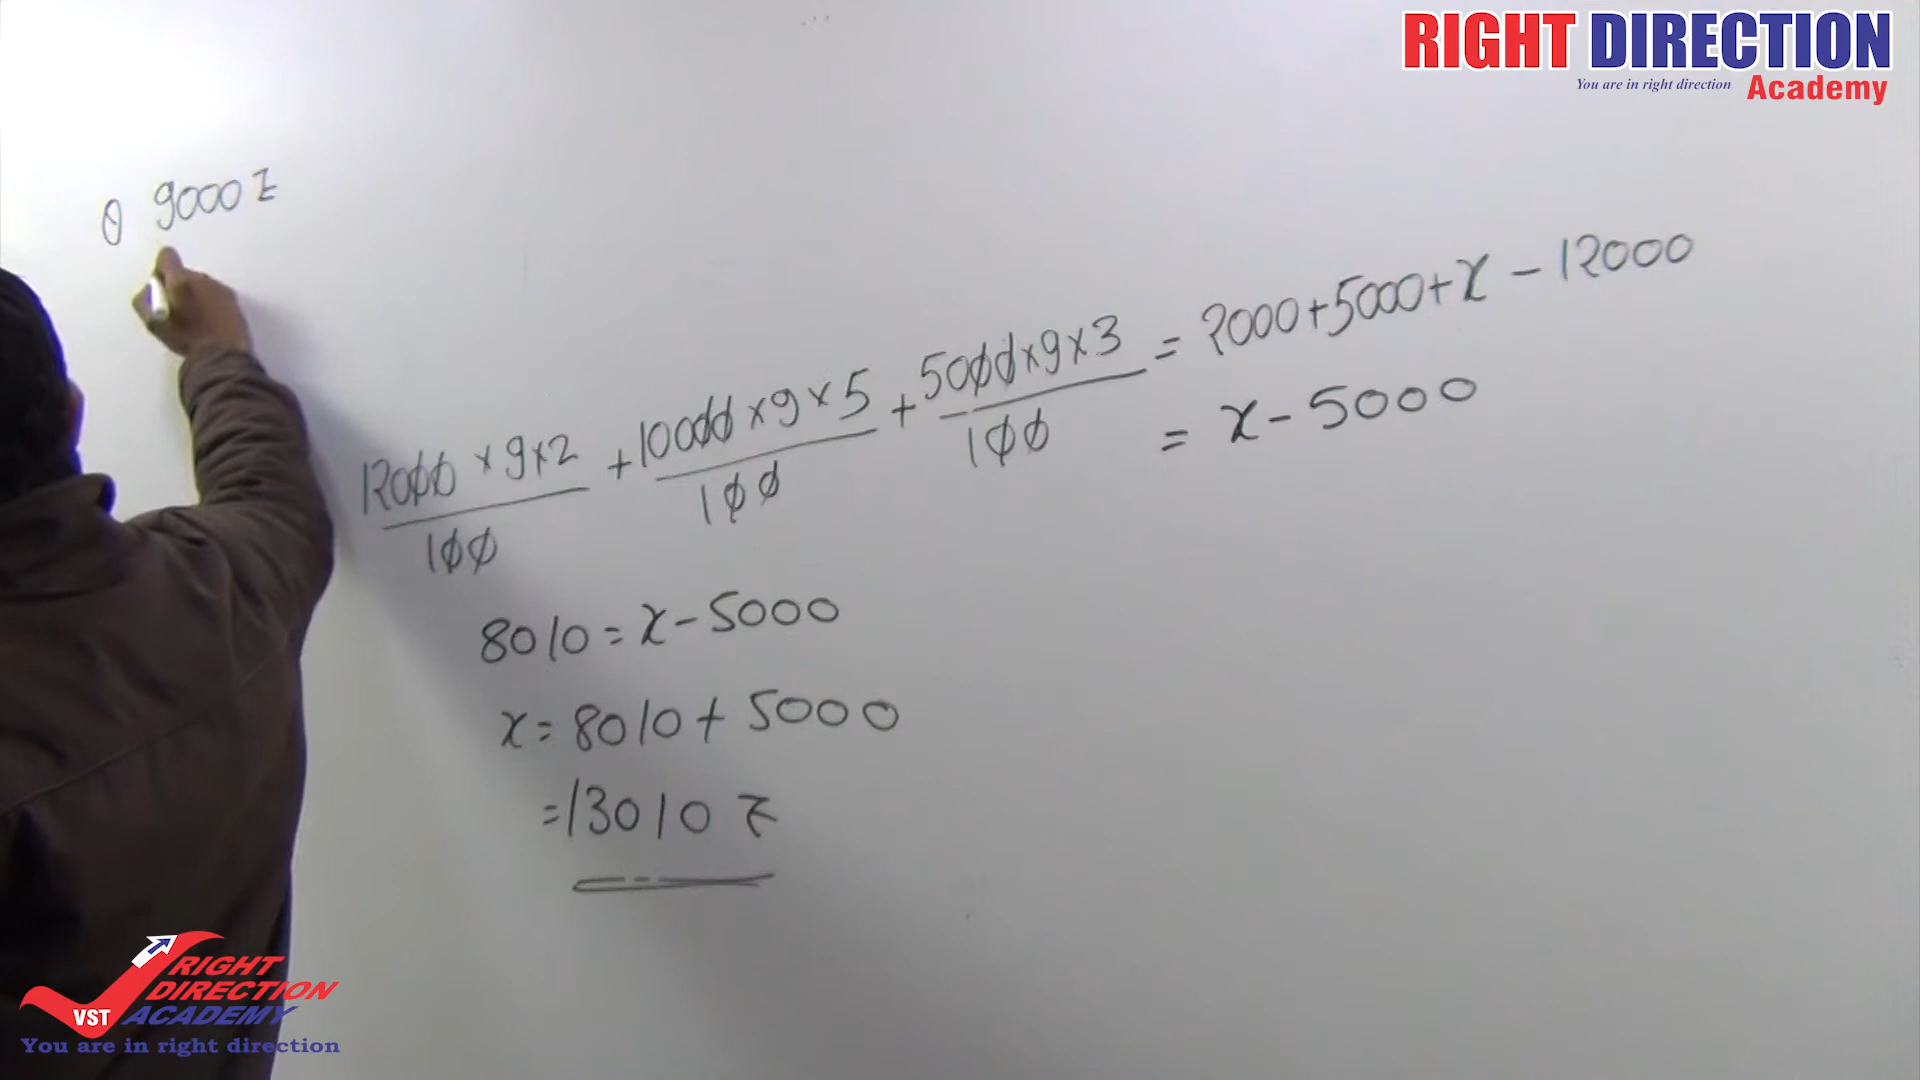 RIGHT DIRECTION
You are in right direction Academy
Q 9000 ₹
12000 × 9×2 / 100 + 10000 × 9 × 5 / 100 + 5000×9×3 / 100 = 2000+5000+x - 12000
= x - 5000
8010 = x - 5000
x = 8010 + 5000
= 13010 ₹
RIGHT
DIRECTION
VST ACADEMY
You are in right direction